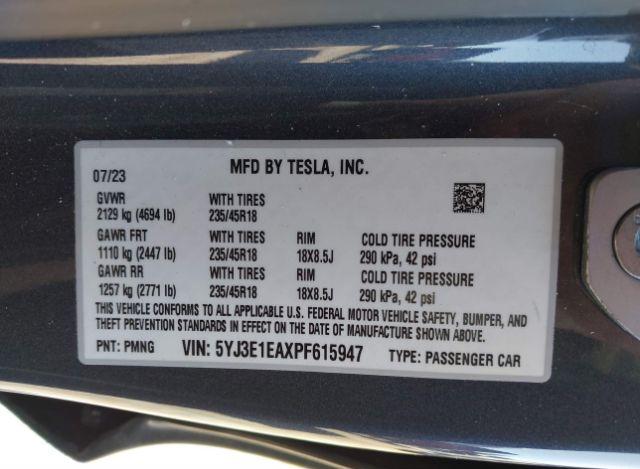 MFD BY TESLA, INC.
07/23
GVWR WITH TIRES
2129 kg (4694 lb) 235/45R18
GAWR FRT WITH TIRES RIM COLD TIRE PRESSURE
1110 kg (2447 lb) 235/45R18 18X8.5J 290 kPa, 42 psi
GAWR RR WITH TIRES RIM COLD TIRE PRESSURE
1257 kg (2771 lb) 235/45R18 18X8.5J 290 kPa, 42 psi
THIS VEHICLE CONFORMS TO ALL APPLICABLE U.S. FEDERAL MOTOR VEHICLE SAFETY, BUMPER, AND
THEFT PREVENTION STANDARDS IN EFFECT ON THE DATE OF MANUFACTURE SHOWN ABOVE.
PNT: PMNG VIN: 5YJ3E1EAXPF615947 TYPE: PASSENGER CAR